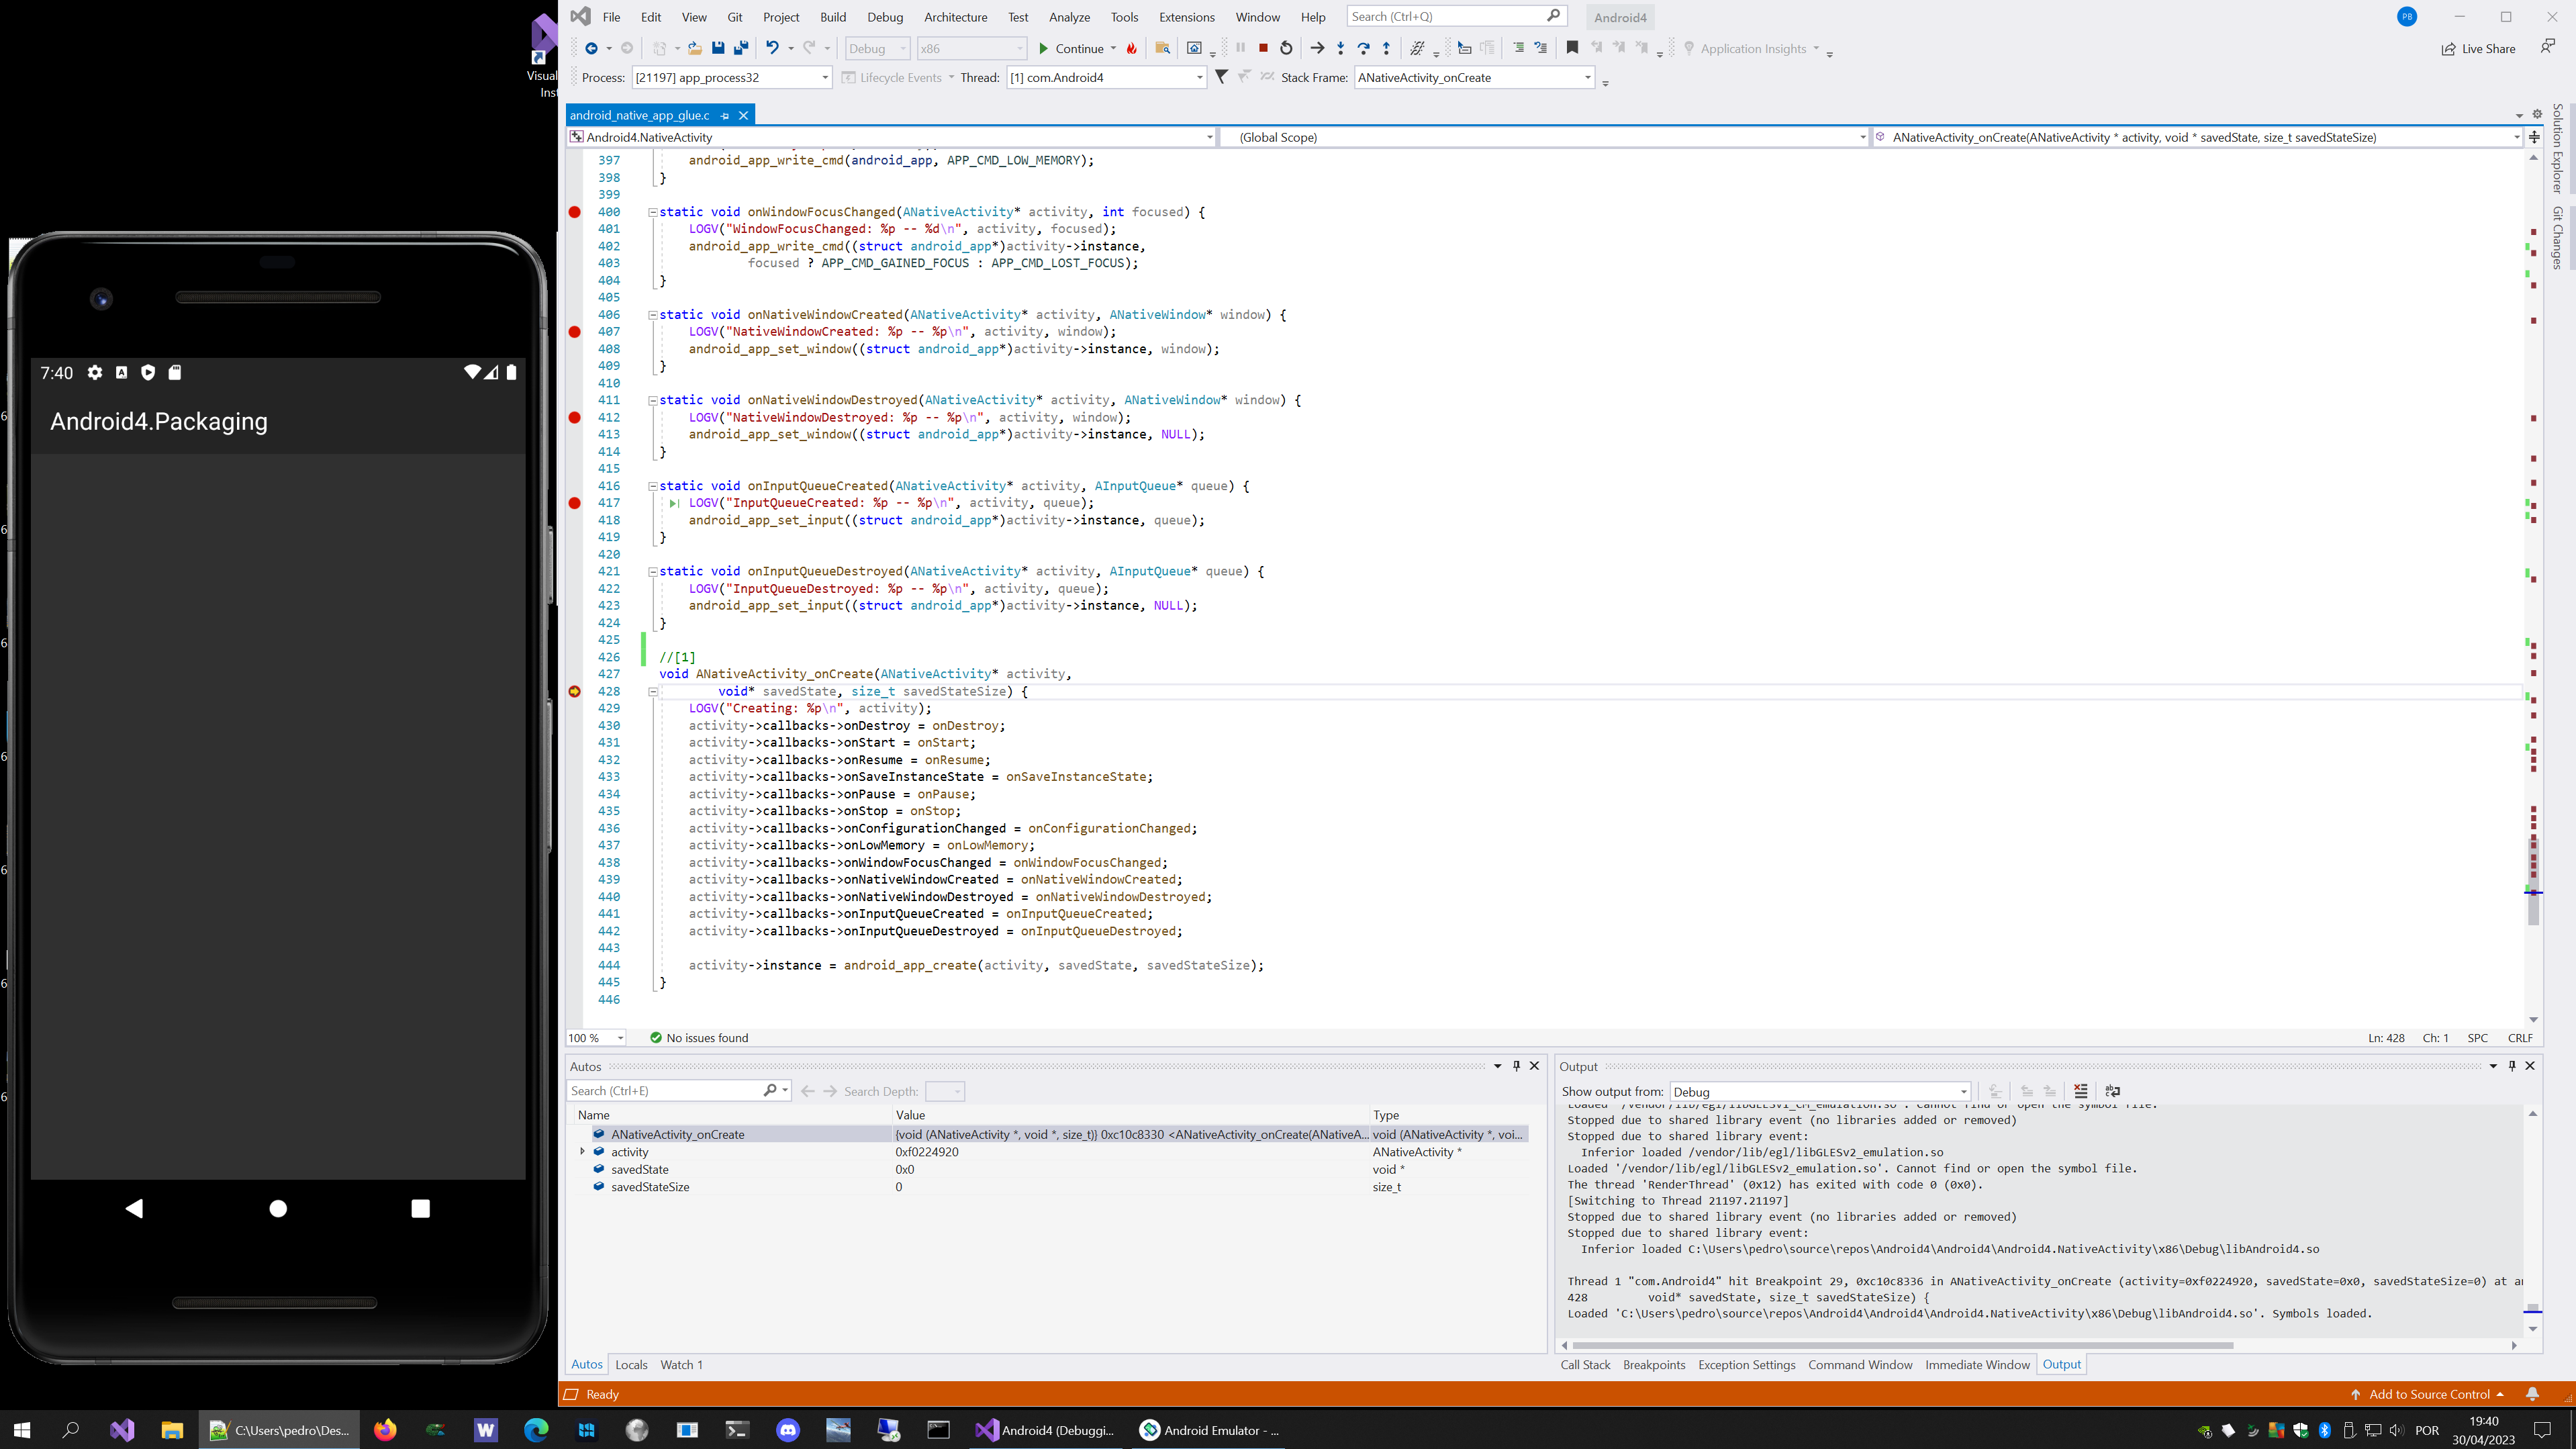 File Edit View Git Project Build Debug Architecture Test Analyze Tools Extensions Window Help Search (Ctrl+Q) Android4 PB
Debug x86 Continue Application Insights Live Share
Process: [21197] app_process32 Lifecycle Events Thread: [1] com.Android4 Stack Frame: ANativeActivity_onCreate
android_native_app_glue.c
Android4.NativeActivity (Global Scope) ANativeActivity_onCreate(ANativeActivity * activity, void * savedState, size_t savedStateSize)
Solution Explorer
Git Changes
397 android_app_write_cmd(android_app, APP_CMD_LOW_MEMORY);
398 }
399
400 static void onWindowFocusChanged(ANativeActivity* activity, int focused) {
401 LOGV("WindowFocusChanged: %p -- %d\n", activity, focused);
402 android_app_write_cmd((struct android_app*)activity->instance,
403 focused ? APP_CMD_GAINED_FOCUS : APP_CMD_LOST_FOCUS);
404 }
405
406 static void onNativeWindowCreated(ANativeActivity* activity, ANativeWindow* window) {
407 LOGV("NativeWindowCreated: %p -- %p\n", activity, window);
408 android_app_set_window((struct android_app*)activity->instance, window);
409 }
410
411 static void onNativeWindowDestroyed(ANativeActivity* activity, ANativeWindow* window) {
412 LOGV("NativeWindowDestroyed: %p -- %p\n", activity, window);
413 android_app_set_window((struct android_app*)activity->instance, NULL);
414 }
415
416 static void onInputQueueCreated(ANativeActivity* activity, AInputQueue* queue) {
417 LOGV("InputQueueCreated: %p -- %p\n", activity, queue);
418 android_app_set_input((struct android_app*)activity->instance, queue);
419 }
420
421 static void onInputQueueDestroyed(ANativeActivity* activity, AInputQueue* queue) {
422 LOGV("InputQueueDestroyed: %p -- %p\n", activity, queue);
423 android_app_set_input((struct android_app*)activity->instance, NULL);
424 }
425
426 //[1]
427 void ANativeActivity_onCreate(ANativeActivity* activity,
428 void* savedState, size_t savedStateSize) {
429 LOGV("Creating: %p\n", activity);
430 activity->callbacks->onDestroy = onDestroy;
431 activity->callbacks->onStart = onStart;
432 activity->callbacks->onResume = onResume;
433 activity->callbacks->onSaveInstanceState = onSaveInstanceState;
434 activity->callbacks->onPause = onPause;
435 activity->callbacks->onStop = onStop;
436 activity->callbacks->onConfigurationChanged = onConfigurationChanged;
437 activity->callbacks->onLowMemory = onLowMemory;
438 activity->callbacks->onWindowFocusChanged = onWindowFocusChanged;
439 activity->callbacks->onNativeWindowCreated = onNativeWindowCreated;
440 activity->callbacks->onNativeWindowDestroyed = onNativeWindowDestroyed;
441 activity->callbacks->onInputQueueCreated = onInputQueueCreated;
442 activity->callbacks->onInputQueueDestroyed = onInputQueueDestroyed;
443
444 activity->instance = android_app_create(activity, savedState, savedStateSize);
445 }
446
100 % No issues found Ln: 428 Ch: 1 SPC CRLF
Autos
Search (Ctrl+E) Search Depth:
Name Value Type
ANativeActivity_onCreate {void (ANativeActivity *, void *, size_t)} 0xc10c8330 <ANativeActivity_onCreate(ANativeA... void (ANativeActivity *, voi...
activity 0xf0224920 ANativeActivity *
savedState 0x0 void *
savedStateSize 0 size_t
Autos Locals Watch 1
Output
Show output from: Debug
Loaded '/vendor/lib/egl/libGLESv1_CM_emulation.so'. Cannot find or open the symbol file.
Stopped due to shared library event (no libraries added or removed)
Stopped due to shared library event:
Inferior loaded /vendor/lib/egl/libGLESv2_emulation.so
Loaded '/vendor/lib/egl/libGLESv2_emulation.so'. Cannot find or open the symbol file.
The thread 'RenderThread' (0x12) has exited with code 0 (0x0).
[Switching to Thread 21197.21197]
Stopped due to shared library event (no libraries added or removed)
Stopped due to shared library event:
Inferior loaded C:\Users\pedro\source\repos\Android4\Android4\Android4.NativeActivity\x86\Debug\libAndroid4.so
Thread 1 "com.Android4" hit Breakpoint 29, 0xc10c8336 in ANativeActivity_onCreate (activity=0xf0224920, savedState=0x0, savedStateSize=0) at a
428 void* savedState, size_t savedStateSize) {
Loaded 'C:\Users\pedro\source\repos\Android4\Android4\Android4.NativeActivity\x86\Debug\libAndroid4.so'. Symbols loaded.
Call Stack Breakpoints Exception Settings Command Window Immediate Window Output
Ready Add to Source Control
Visual
Inst
7:40
Android4.Packaging
C:\Users\pedro\Des... Android4 (Debuggi... Android Emulator - ... POR 19:40
30/04/2023